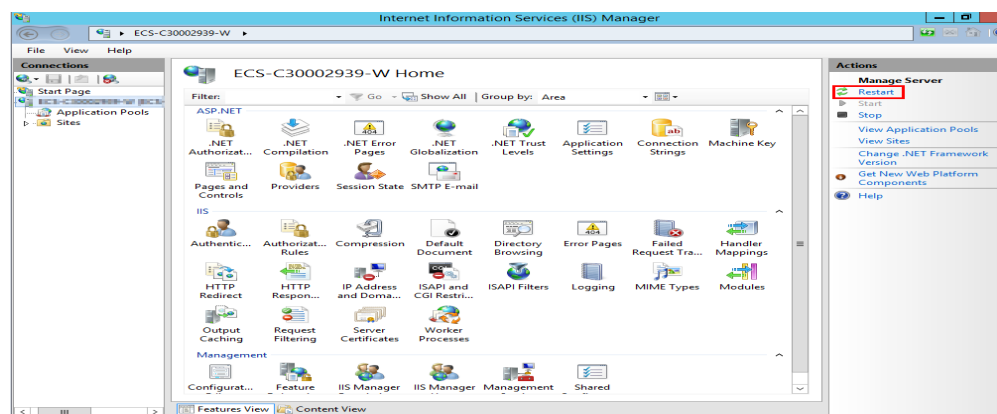 Internet Information Services (IIS) Manager
ECS-C30002939-W
File View Help
Connections
Start Page
Application Pools
Sites
ECS-C30002939-W Home
Filter: Go Show All Group by: Area
ASP.NET
.NET Authorizat...
.NET Compilation
.NET Error Pages
.NET Globalization
.NET Trust Levels
Application Settings
Connection Strings
Machine Key
Pages and Controls
Providers
Session State
SMTP E-mail
IIS
Authentic...
Authorizat... Rules
Compression
Default Document
Directory Browsing
Error Pages
Failed Request Tra...
Handler Mappings
HTTP Redirect
HTTP Respon...
IP Address and Doma...
ISAPI and CGI Restri...
ISAPI Filters
Logging
MIME Types
Modules
Output Caching
Request Filtering
Server Certificates
Worker Processes
Management
Configurat...
Feature
IIS Manager
IIS Manager
Management
Shared
Features View Content View
Actions
Manage Server
Restart
Start
Stop
View Application Pools
View Sites
Change .NET Framework
Version
Get New Web Platform
Components
Help